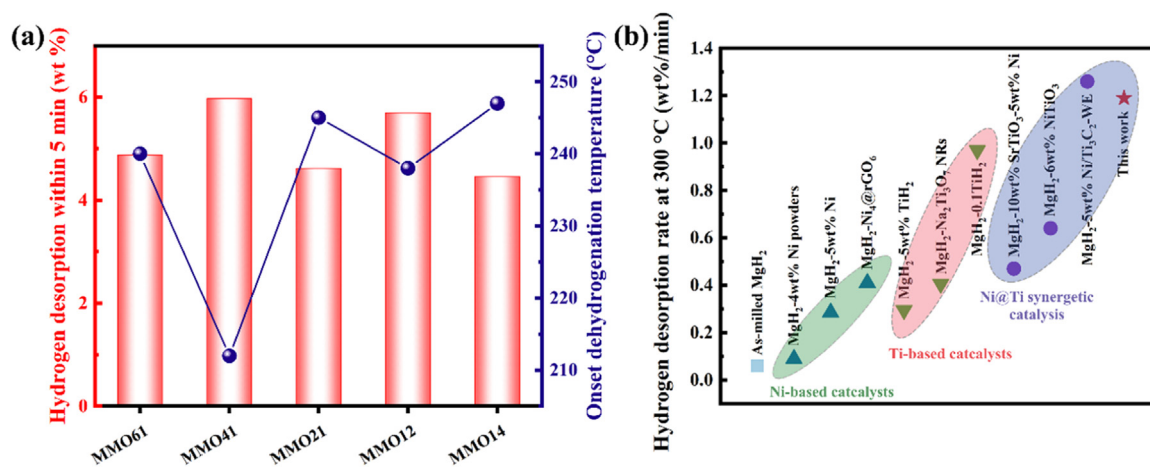 (a)
Hydrogen desorption within 5 min (wt %)
6
4
2
0
250
240
230
220
210
Onset dehydrogenation temperature (°C)
MMO61
MMO41
MMO21
MMO12
MMO14
(b)
Hydrogen desorption rate at 300 °C (wt%/min)
1.4
1.2
1.0
0.8
0.6
0.4
0.2
0.0
As-milled MgH₂
MgH₂-4wt% Ni powders
MgH₂-5wt% Ni
MgH₂-Ni₄@rGO₆
MgH₂-5wt% TiH₂
MgH₂-Na₂Ti₃O₇ NRs
MgH₂-0.1TiH₂
MgH₂-10wt% SrTiO₃-5wt% Ni
MgH₂-6wt% NiTiO₃
MgH₂-5wt% Ni/Ti₃C₂-WE
This work
Ni-based catcalysts
Ti-based catcalysts
Ni@Ti synergetic
catalysis